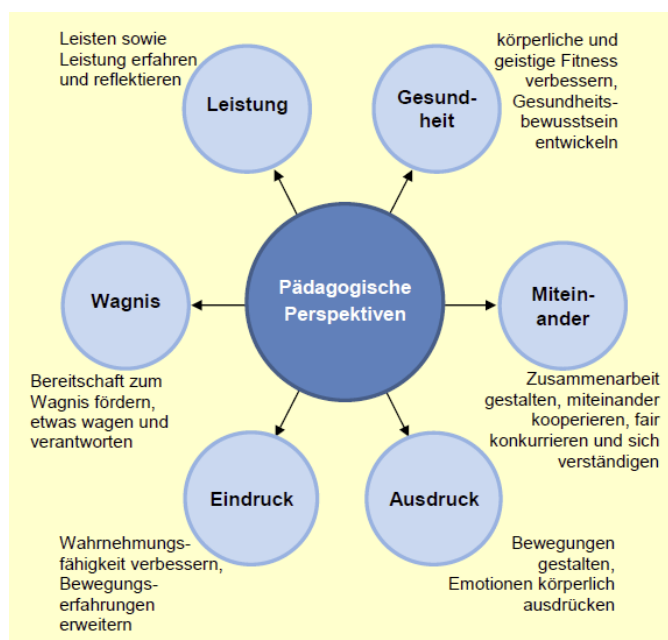 Leisten sowie
Leistung erfahren
und reflektieren
Leistung
Gesund-
heit
körperliche und
geistige Fitness
verbessern,
Gesundheits-
bewusstsein
entwickeln
Pädagogische
Perspektiven
Wagnis
Bereitschaft zum
Wagnis fördern,
etwas wagen und
verantworten
Mitein-
ander
Zusammenarbeit
gestalten, miteinander
kooperieren, fair
konkurrieren und sich
verständigen
Eindruck
Wahrnehmungs-
fähigkeit verbessern,
Bewegungs-
erfahrungen
erweitern
Ausdruck
Bewegungen
gestalten,
Emotionen körperlich
ausdrücken